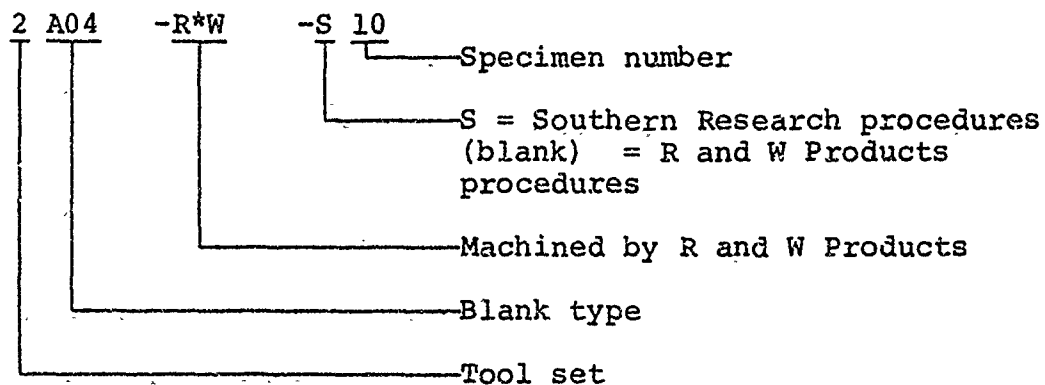 2 A04 -R*W -S 10
Specimen number
S = Southern Research procedures
(blank) = R and W Products
procedures
Machined by R and W Products
Blank type
Tool set